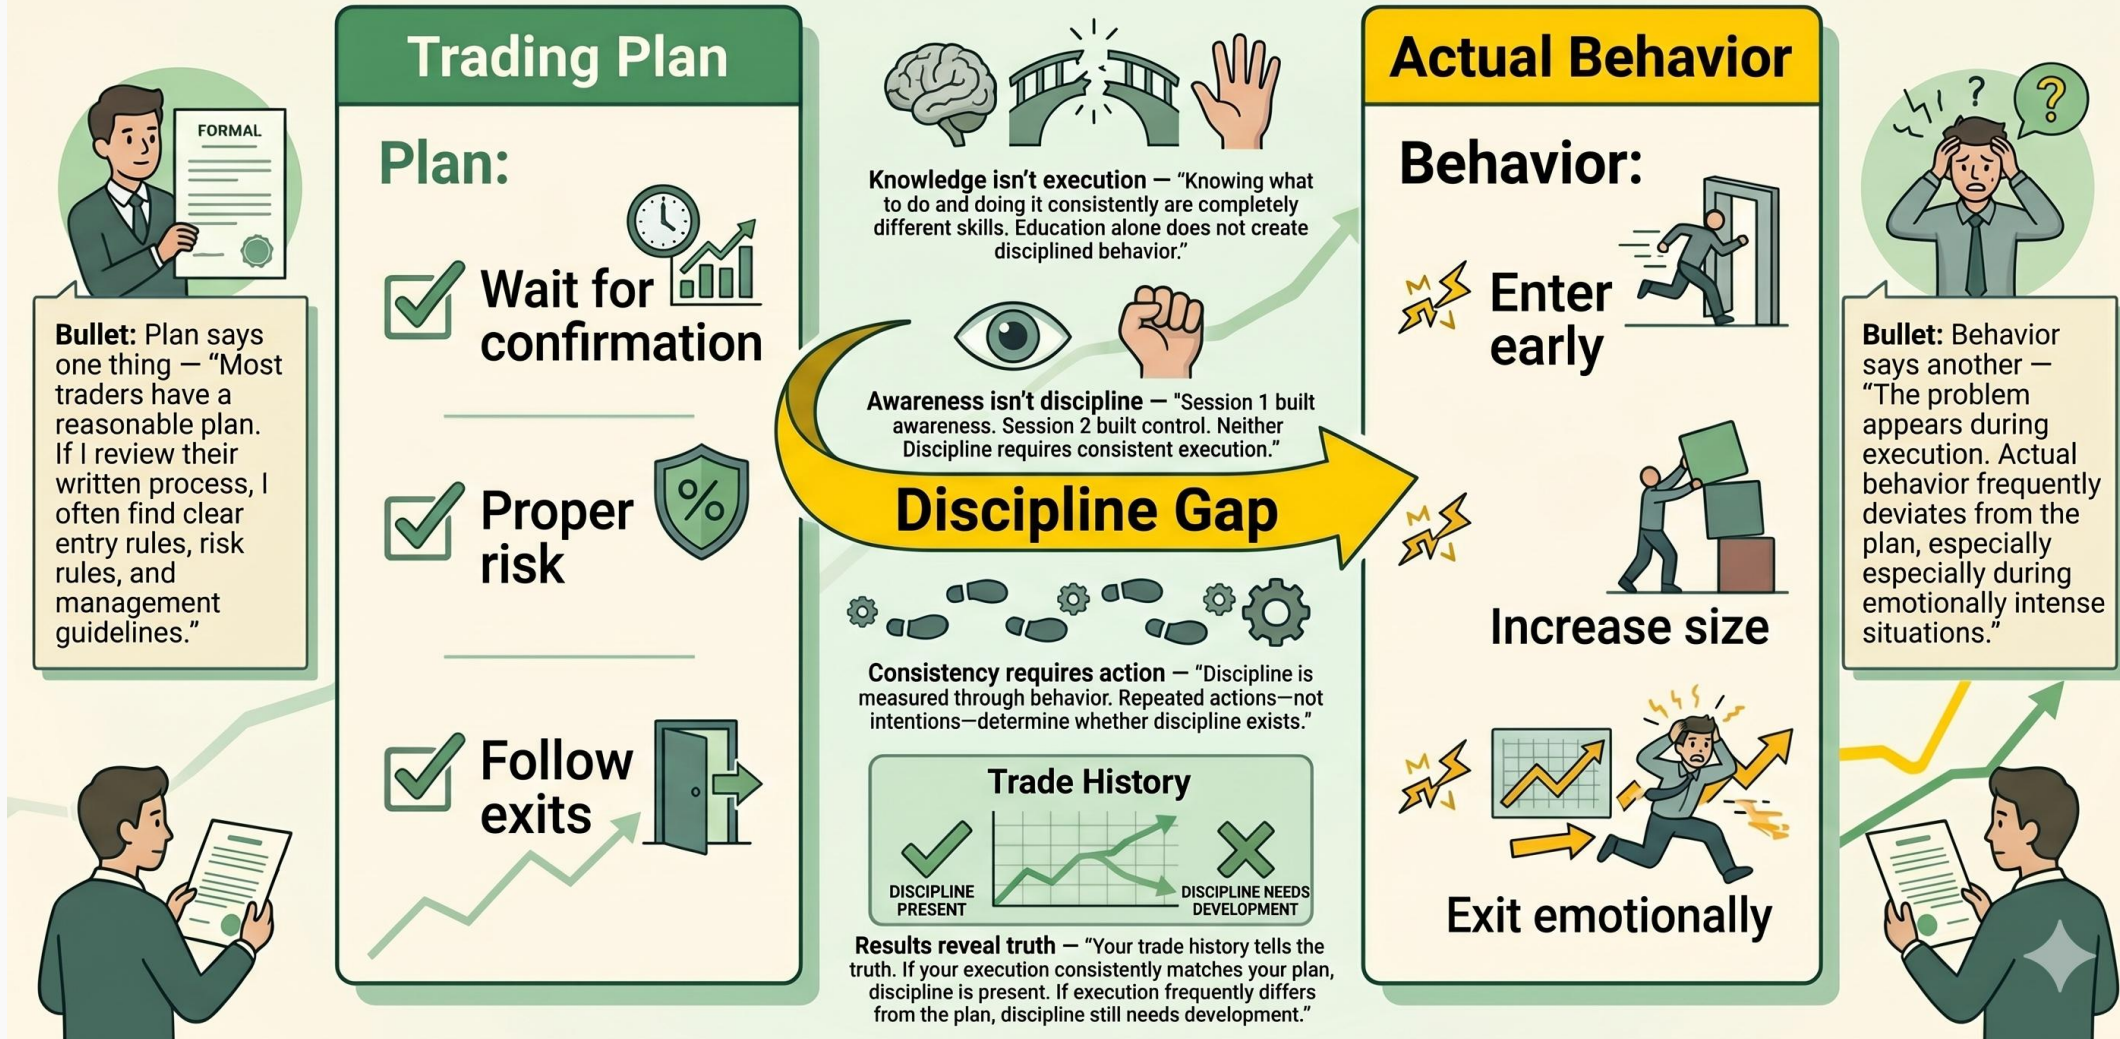 Trading Plan
FORMAL
Bullet: Plan says
one thing — “Most
traders have a
reasonable plan.
If I review their
written process, I
often find clear
entry rules, risk
rules, and
management
guidelines.”
Plan:
Wait for
confirmation
Proper
risk
%
Follow
exits
Knowledge isn’t execution — “Knowing what
to do and doing it consistently are completely
different skills. Education alone does not create
disciplined behavior.”
Awareness isn’t discipline — "Session 1 built
awareness. Session 2 built control. Neither
Discipline requires consistent execution.”
Discipline Gap
Consistency requires action — “Discipline is
measured through behavior. Repeated actions—not
intentions—determine whether discipline exists.”
Trade History
DISCIPLINE
PRESENT
DISCIPLINE NEEDS
DEVELOPMENT
Results reveal truth — “Your trade history tells the
truth. If your execution consistently matches your plan,
discipline is present. If execution frequently differs
from the plan, discipline still needs development.”
Actual Behavior
Behavior:
Enter
early
Increase size
Exit emotionally
? ?
Bullet: Behavior
says another —
“The problem
appears during
execution. Actual
behavior frequently
deviates from the
plan, especially
especially during
emotionally intense
situations.”